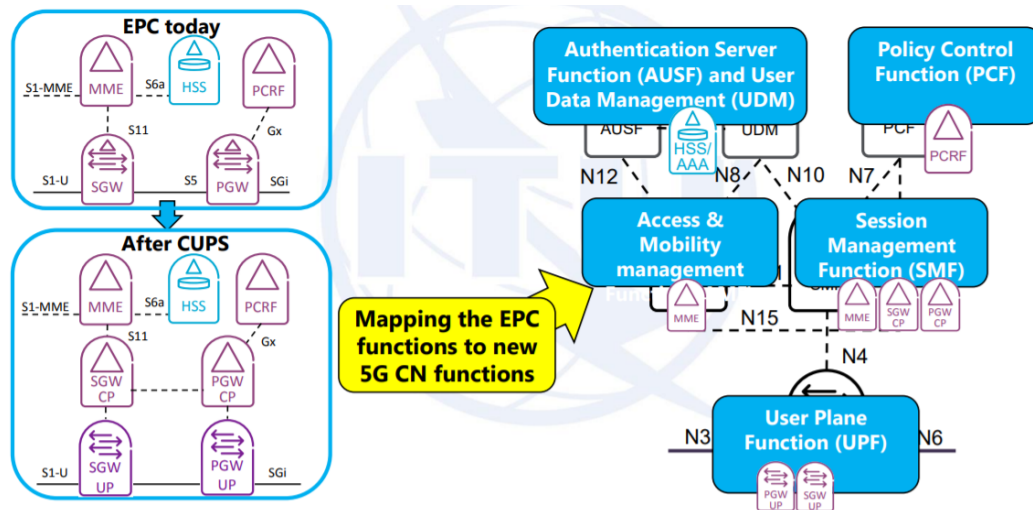 EPC today
S1-MME
MME
S6a
HSS
PCRF
S11
Gx
S1-U
SGW
S5
PGW
SGi
After CUPS
S1-MME
MME
S6a
HSS
PCRF
S11
Gx
SGW
CP
PGW
CP
S1-U
SGW
UP
PGW
UP
SGi
Mapping the EPC
functions to new
5G CN functions
Authentication Server
Function (AUSF) and User
Data Management (UDM)
Policy Control
Function (PCF)
AUSF
HSS/
AAA
UDM
PCF
PCRF
N12
N8
N10
N7
Access &
Mobility
management
Session
Management
Function (SMF)
MME
N15
MME
SGW
CP
PGW
CP
N4
User Plane
Function (UPF)
N3
N6
PGW
UP
SGW
UP
ITU